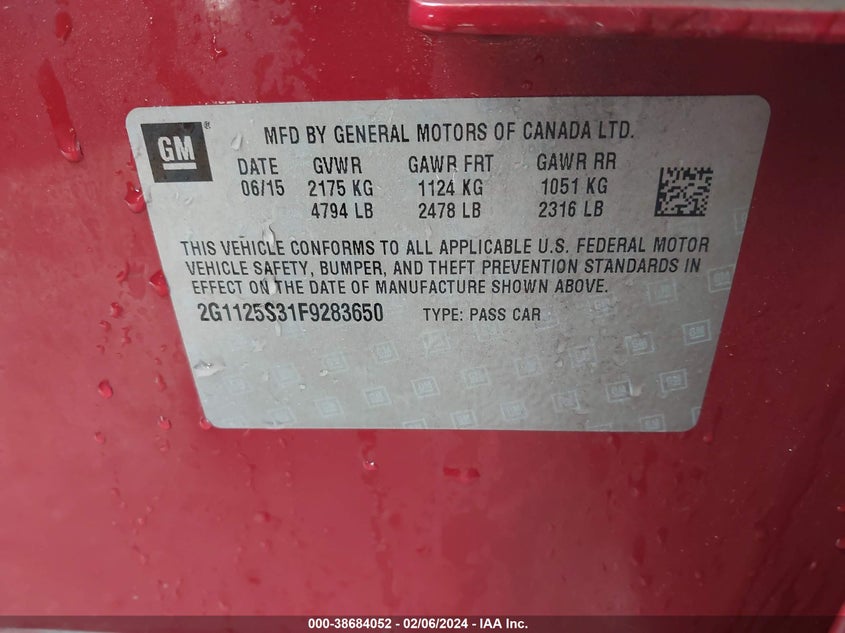 GM ®
MFD BY GENERAL MOTORS OF CANADA LTD.
DATE GVWR GAWR FRT GAWR RR
06/15 2175 KG 1124 KG 1051 KG
4794 LB 2478 LB 2316 LB
THIS VEHICLE CONFORMS TO ALL APPLICABLE U.S. FEDERAL MOTOR
VEHICLE SAFETY, BUMPER, AND THEFT PREVENTION STANDARDS IN
EFFECT ON THE DATE OF MANUFACTURE SHOWN ABOVE.
2G1125S31F9283650 TYPE: PASS CAR
000-38684052 - 02/06/2024 - IAA Inc.